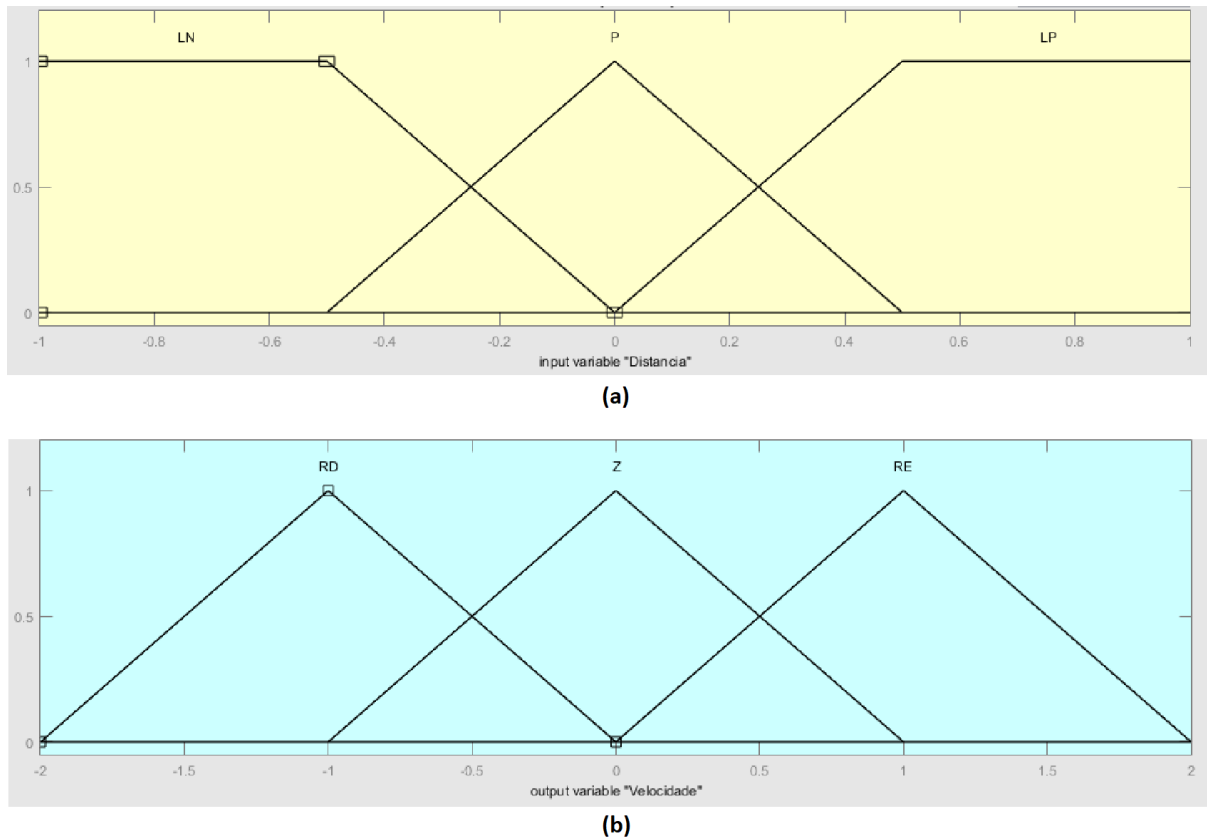 LN P LP
1
0.5
0
-1 -0.8 -0.6 -0.4 -0.2 0 0.2 0.4 0.6 0.8 1
input variable "Distancia"
(a)
RD Z RE
1
0.5
0
-2 -1.5 -1 -0.5 0 0.5 1 1.5 2
output variable "Velocidade"
(b)